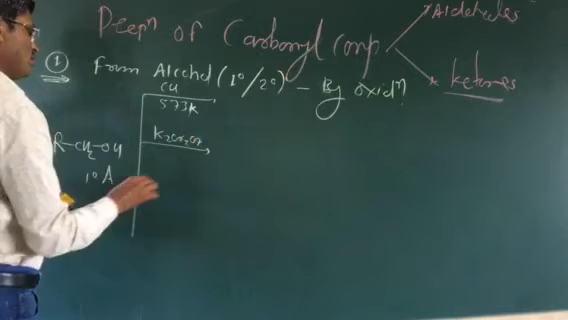 Prepⁿ of Carbonyl comp
Aldehydes
ketones
① From Alcohol (1°/2°) – By oxidⁿ
Cu
573K
R–CH₂–OH
K₂Cr₂O₇
1° A